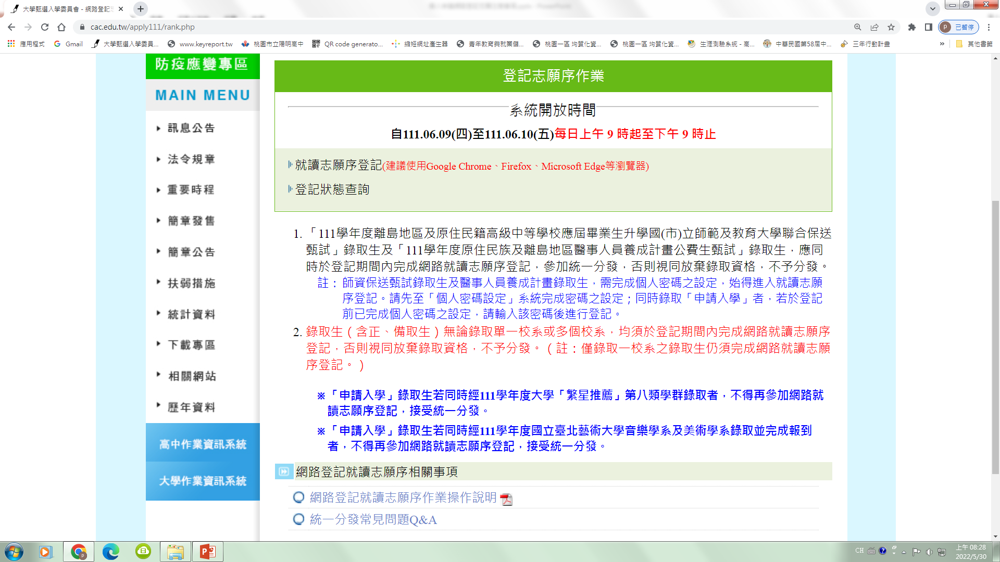 大學甄選入學委員會 - 網路登記志
cac.edu.tw/apply111/rank.php
P 已暫停
應用程式 Gmail 大學甄選入學委員... www.keyreport.tw 桃園市立陽明高中 QR code generato... 縮短網址產生器 青年教育與就業儲... 桃園一區 均質化資... 桃園一區 均質化資... 生涯測驗系統 - 高... 中華民國第58屆中... 三年行動計畫 » 其他書籤
防疫應變專區
MAIN MENU
訊息公告
法令規章
重要時程
簡章發售
簡章公告
扶弱措施
統計資料
下載專區
相關網站
歷年資料
高中作業資訊系統
大學作業資訊系統
登記志願序作業
系統開放時間
自111.06.09(四)至111.06.10(五)每日上午 9 時起至下午 9 時止
就讀志願序登記(建議使用Google Chrome、Firefox、Microsoft Edge等瀏覽器)
登記狀態查詢
1. 「111學年度離島地區及原住民籍高級中等學校應屆畢業生升學國(市)立師範及教育大學聯合保送
甄試」錄取生及「111學年度原住民族及離島地區醫事人員養成計畫公費生甄試」錄取生，應同
時於登記期間內完成網路就讀志願序登記，參加統一分發，否則視同放棄錄取資格，不予分發。
註：師資保送甄試錄取生及醫事人員養成計畫錄取生，需完成個人密碼之設定，始得進入就讀志願
序登記。請先至「個人密碼設定」系統完成密碼之設定；同時錄取「申請入學」者，若於登記
前已完成個人密碼之設定，請輸入該密碼後進行登記。
2. 錄取生（含正、備取生）無論錄取單一校系或多個校系，均須於登記期間內完成網路就讀志願序
登記，否則視同放棄錄取資格，不予分發。（註：僅錄取一校系之錄取生仍須完成網路就讀志願
序登記。）
※「申請入學」錄取生若同時經111學年度大學「繁星推薦」第八類學群錄取者，不得再參加網路就
讀志願序登記，接受統一分發。
※「申請入學」錄取生若同時經111學年度國立臺北藝術大學音樂學系及美術學系錄取並完成報到
者，不得再參加網路就讀志願序登記，接受統一分發。
網路登記就讀志願序相關事項
網路登記就讀志願序作業操作說明
統一分發常見問題Q&A
CH
上午 08:28
2022/5/30